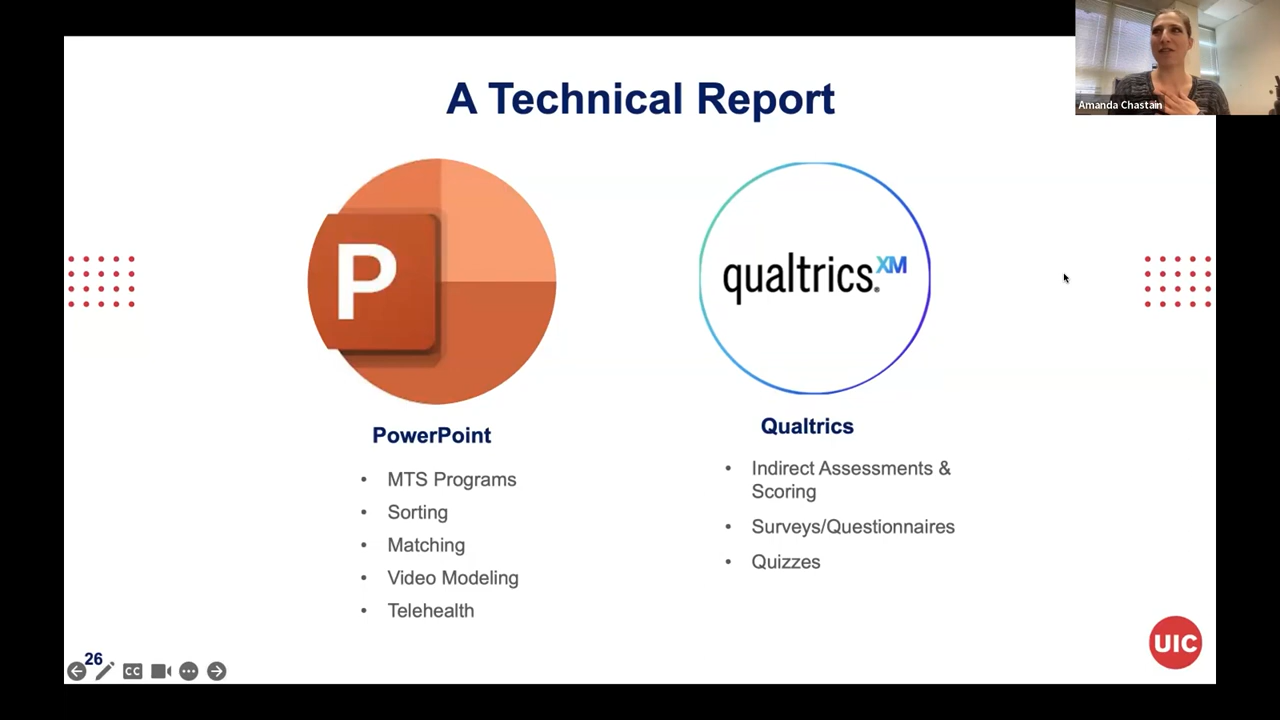 A Technical Report
Amanda Chastain
P
qualtrics.XM
PowerPoint
• MTS Programs
• Sorting
• Matching
• Video Modeling
• Telehealth
Qualtrics
• Indirect Assessments &
Scoring
• Surveys/Questionnaires
• Quizzes
26
CC
UIC